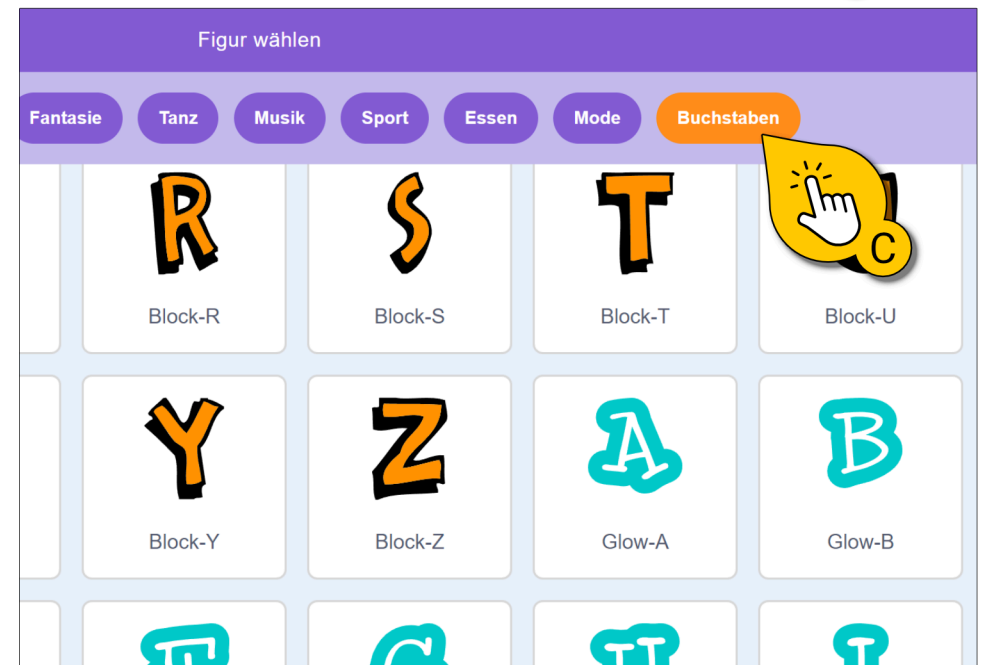 Figur wählen
Fantasie Tanz Musik Sport Essen Mode Buchstaben
R S T
C
Block-R Block-S Block-T Block-U
Y Z A B
Block-Y Block-Z Glow-A Glow-B